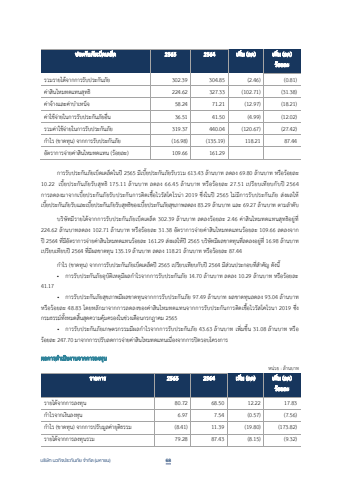 ประกันภัยเบ็ดเตล็ด 2565 2564 เพิ่ม (ลด) เพิ่ม (ลด) ร้อยละ
รวมรายได้จากการรับประกันภัย 302.39 304.85 (2.46) (0.81)
ค่าสินไหมทดแทนสุทธิ 224.62 327.33 (102.71) (31.38)
ค่าจ้างและค่าบำเหน็จ 58.24 71.21 (12.97) (18.21)
ค่าใช้จ่ายในการรับประกันภัยอื่น 36.51 41.50 (4.99) (12.02)
รวมค่าใช้จ่ายในการรับประกันภัย 319.37 440.04 (120.67) (27.42)
กำไร (ขาดทุน) จากการรับประกันภัย (16.98) (135.19) 118.21 87.44
อัตราการจ่ายค่าสินไหมทดแทน (ร้อยละ) 109.66 161.29
การรับประกันภัยเบ็ดเตล็ดในปี 2565 มีเบี้ยประกันภัยรับรวม 613.43 ล้านบาท ลดลง 69.80 ล้านบาท หรือร้อยละ
10.22 เบี้ยประกันภัยรับสุทธิ 175.11 ล้านบาท ลดลง 66.45 ล้านบาท หรือร้อยละ 27.51 เปรียบเทียบกับปี 2564
การลดลงมาจากเบี้ยประกันภัยรับประกันการติดเชื้อไวรัสโคโรน่า 2019 ซึ่งในปี 2565 ไม่มีการรับประกันภัย ส่งผลให้
เบี้ยประกันภัยรับและเบี้ยประกันภัยรับสุทธิของเบี้ยประกันภัยสุขภาพลดลง 85.29 ล้านบาท และ 69.27 ล้านบาท ตามลำดับ
บริษัทมีรายได้จากการรับประกันภัยเบ็ดเตล็ด 302.39 ล้านบาท ลดลงร้อยละ 2.46 ค่าสินไหมทดแทนสุทธิอยู่ที่
224.62 ล้านบาทลดลง 102.71 ล้านบาท หรือร้อยละ 31.38 อัตราการจ่ายค่าสินไหมทดแทนร้อยละ 109.66 ลดลงจาก
ปี 2564 ที่มีอัตราการจ่ายค่าสินไหมทดแทนร้อยละ 161.29 ส่งผลให้ปี 2565 บริษัทมีผลขาดทุนที่ลดลงอยู่ที่ 16.98 ล้านบาท
เปรียบเทียบปี 2564 ที่มีผลขาดทุน 135.19 ล้านบาท ลดลง 118.21 ล้านบาท หรือร้อยละ 87.44
กำไร (ขาดทุน) จากการรับประกันภัยเบ็ดเตล็ดปี 2565 เปรียบเทียบกับปี 2564 มีส่วนประกอบที่สำคัญ ดังนี้
• การรับประกันภัยอุบัติเหตุมีผลกำไรจากการรับประกันภัย 14.70 ล้านบาท ลดลง 10.29 ล้านบาท หรือร้อยละ
41.17
• การรับประกันภัยสุขภาพมีผลขาดทุนจากการรับประกันภัย 97.49 ล้านบาท ผลขาดทุนลดลง 93.04 ล้านบาท
หรือร้อยละ 48.83 โดยหลักมาจากการลดลงของค่าสินไหมทดแทนจากการรับประกันการติดเชื้อไวรัสโคโรนา 2019 ซึ่ง
กรมธรรม์ทั้งหมดสิ้นสุดความคุ้มครองในช่วงเดือนกรกฎาคม 2565
• การรับประกันภัยเกษตรกรรมมีผลกำไรจากการรับประกันภัย 43.63 ล้านบาท เพิ่มขึ้น 31.08 ล้านบาท หรือ
ร้อยละ 247.70 มาจากการปรับลดการจ่ายค่าสินไหมทดแทนเนื่องจากการปิดรอบโครงการ
ผลการดำเนินงานจากการลงทุน
หน่วย : ล้านบาท
รายการ 2565 2564 เพิ่ม (ลด) เพิ่ม (ลด) ร้อยละ
รายได้จากการลงทุน 80.72 68.50 12.22 17.83
กำไรจากเงินลงทุน 6.97 7.54 (0.57) (7.56)
กำไร (ขาดทุน) จากการปรับมูลค่ายุติธรรม (8.41) 11.39 (19.80) (173.82)
รายได้จากการลงทุนรวม 79.28 87.43 (8.15) (9.32)
บริษัท นวกิจประกันภัย จำกัด (มหาชน)